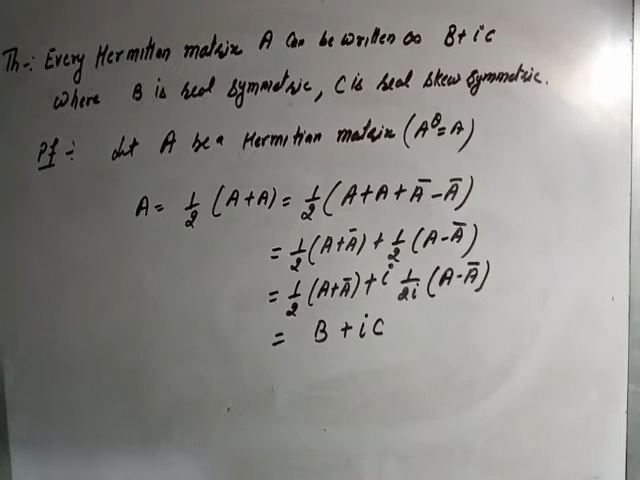 Th-: Every Hermitian matrix A can be written as B+ic
where B is real symmetric, C is real skew symmetric.
Pf ÷ Let A be a Hermitian matrix (A^θ = A)
A = 1/2 (A+A) = 1/2 (A+A+Ā-Ā)
= 1/2 (A+Ā) + 1/2 (A-Ā)
= 1/2 (A+Ā) + i 1/2i (A-Ā)
= B + iC